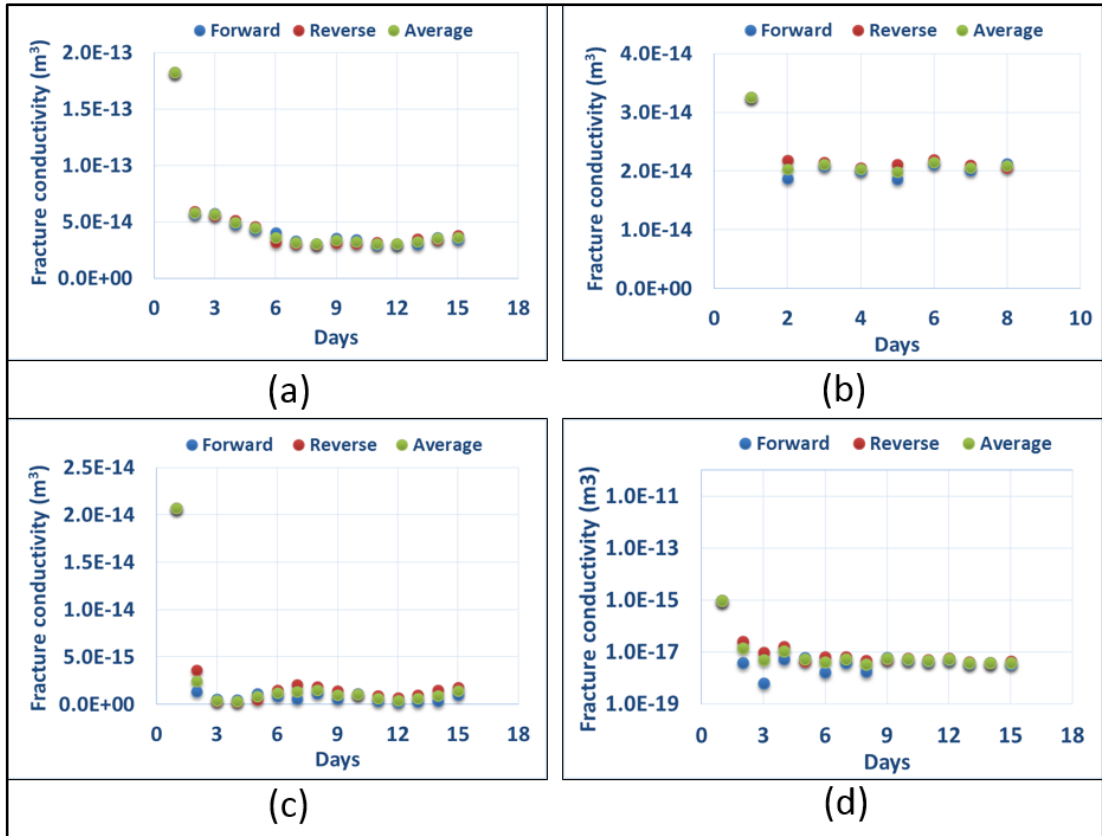 Forward Reverse Average
Fracture conductivity (m³)
2.0E-13
1.5E-13
1.0E-13
5.0E-14
0.0E+00
0 3 6 9 12 15 18
Days
(a)
Forward Reverse Average
Fracture conductivity (m³)
4.0E-14
3.0E-14
2.0E-14
1.0E-14
0.0E+00
0 2 4 6 8 10
Days
(b)
Forward Reverse Average
Fracture conductivity (m³)
2.5E-14
2.0E-14
1.5E-14
1.0E-14
5.0E-15
0.0E+00
0 3 6 9 12 15 18
Days
(c)
Forward Reverse Average
Fracture conductivity (m3)
1.0E-11
1.0E-13
1.0E-15
1.0E-17
1.0E-19
0 3 6 9 12 15 18
Days
(d)